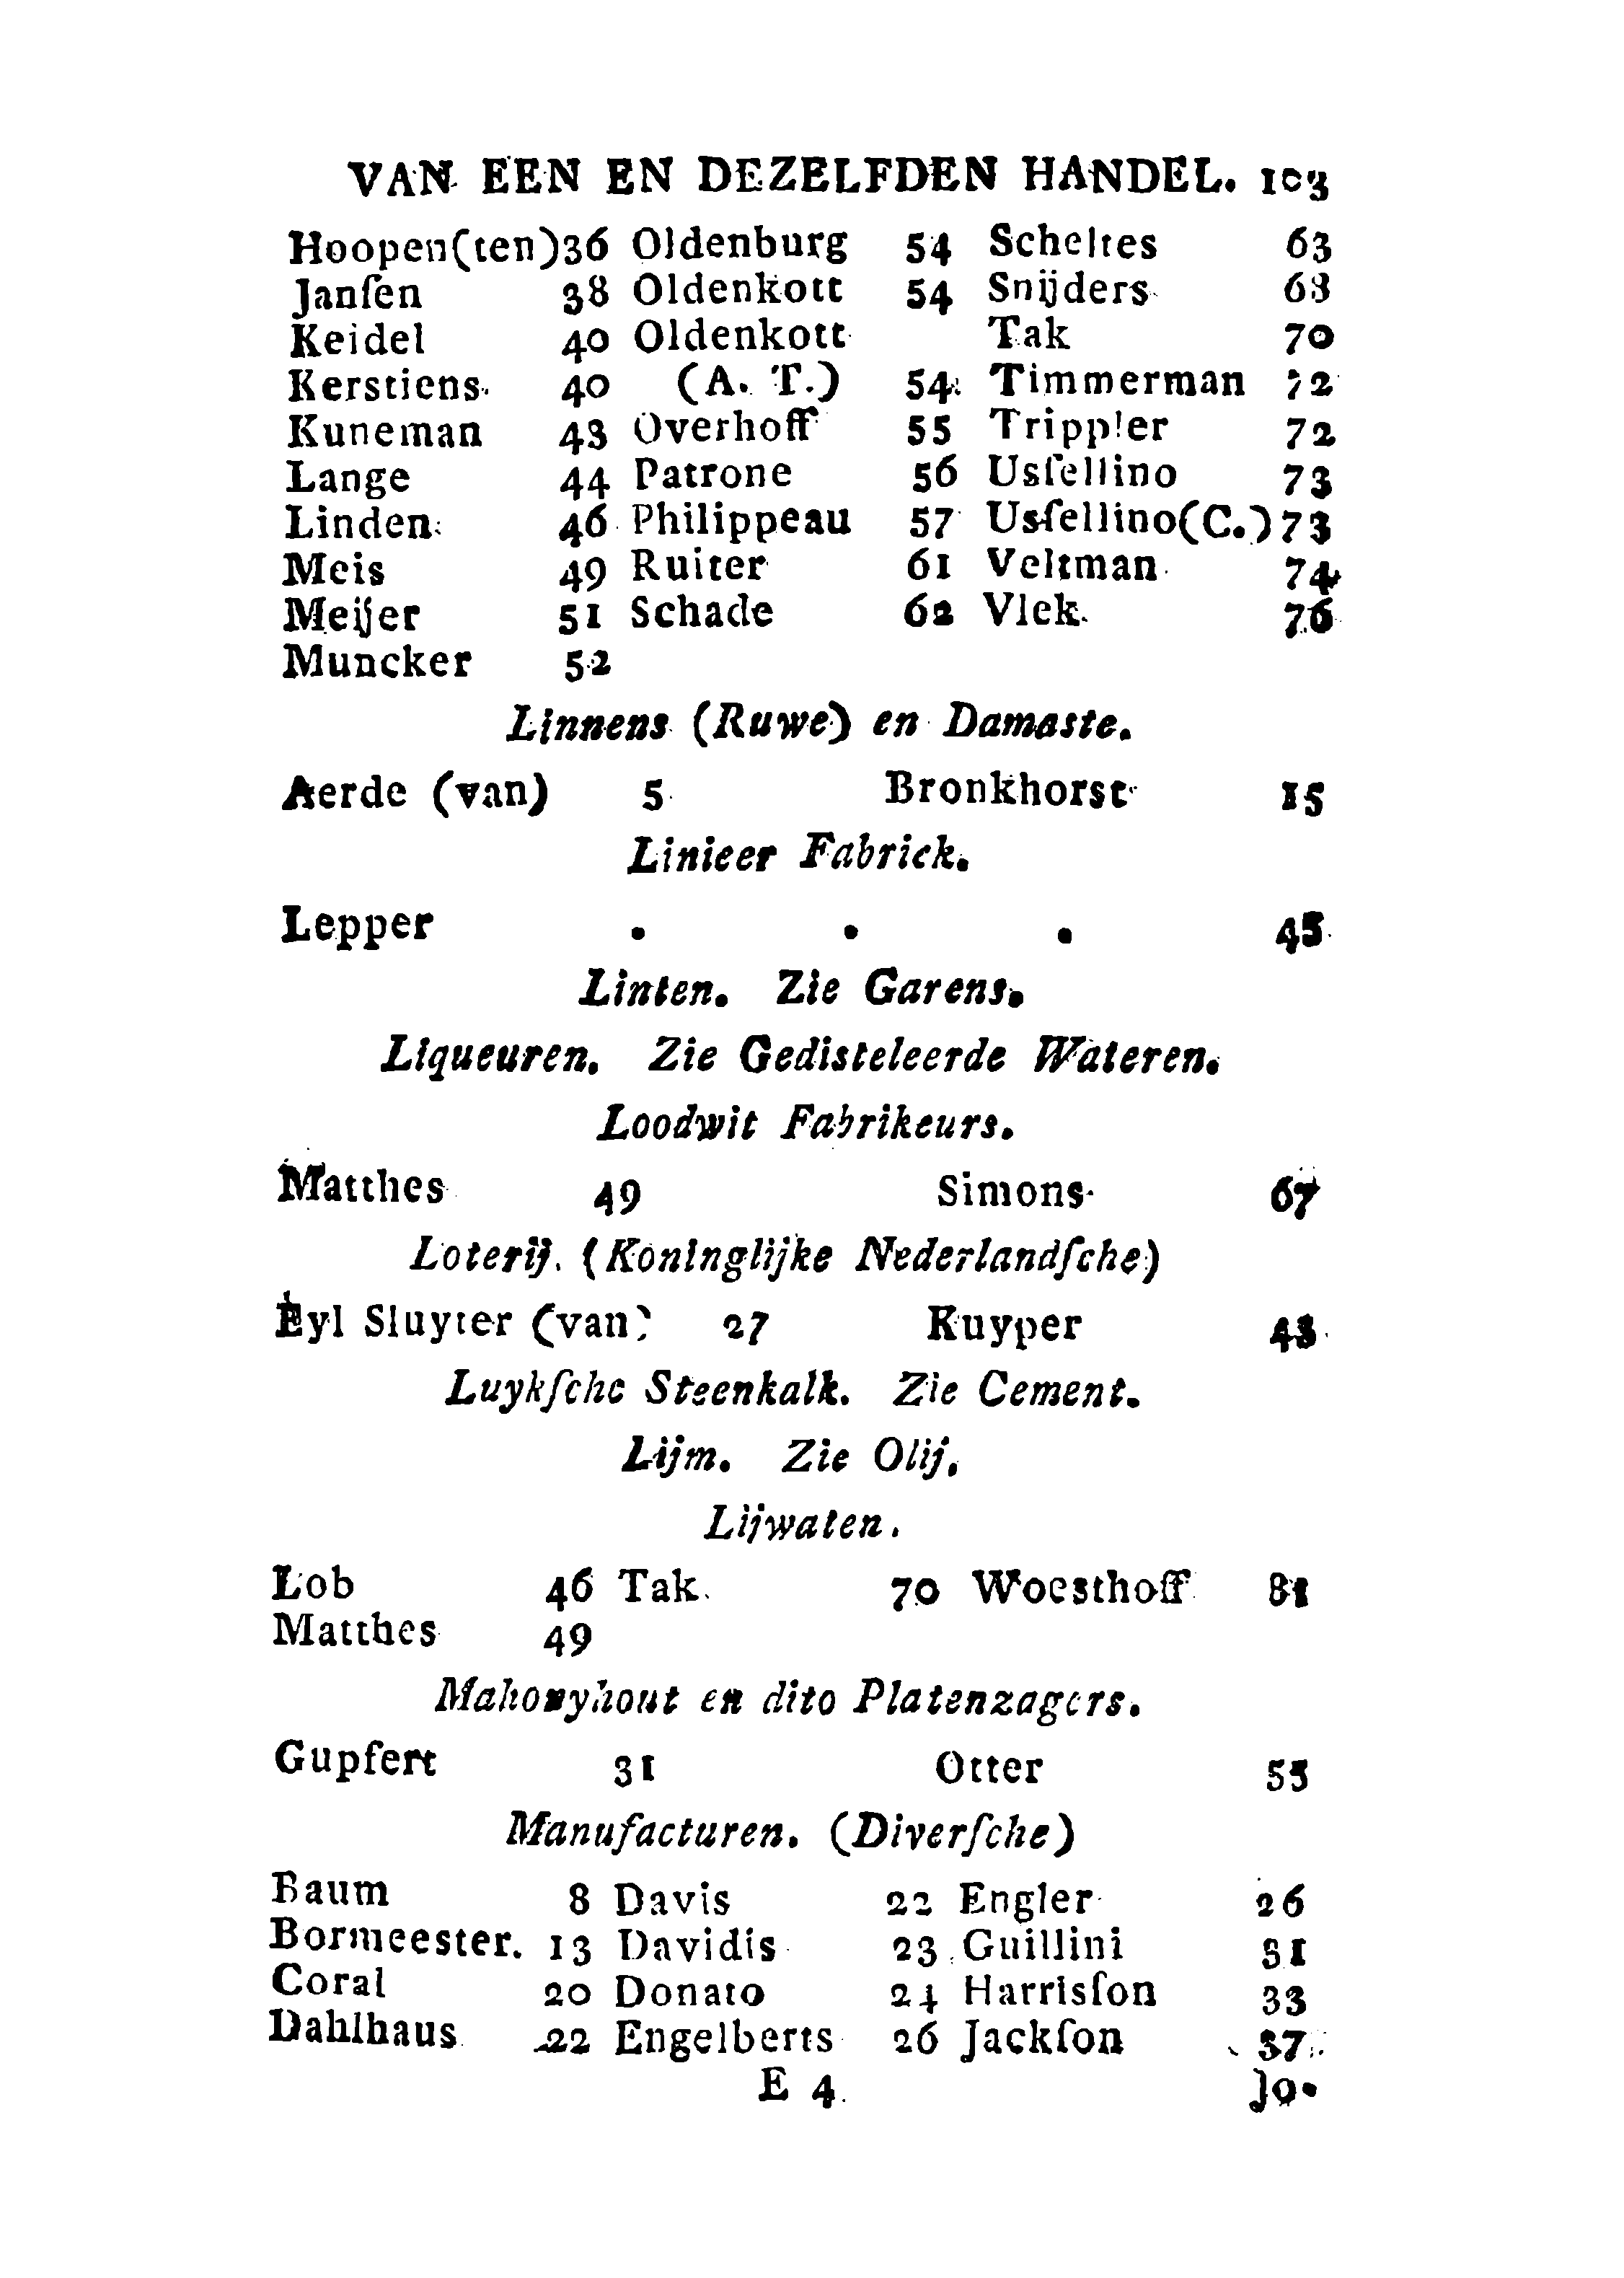 VAN EEN EN DEZELFDEN HANDEL. 103
Hoopen(ten)36 Oldenburg 54 Scheltes 63
Janſen 38 Oldenkott 54 Snijders 68
Keidel 40 Oldenkott Tak 70
Kerstiens 40 (A. T.) 54 Timmerman 72
Kuneman 43 Overhoff 55 Trippler 72
Lange 44 Patrone 56 Usſellino 73
Linden 46 Philippeau 57 Usſellino(C.) 73
Meis 49 Ruiter 61 Veltman 74
Meijer 51 Schade 62 Vlek 76
Muncker 52
Linnens (Ruwe) en Damaste.
Aerde (van) 5 Bronkhorst 15
Linieer Fabriek.
Lepper . . . 45
Linten. Zie Garens.
Liqueuren. Zie Gedisteleerde Wateren.
Loodwit Fabrikeurs.
Matthes 49 Simons 67
Loterij. (Koninglijke Nederlandſche)
Eyl Sluyter (van) 27 Kuyper 43
Luykſche Steenkalk. Zie Cement.
Lijm. Zie Olij.
Lijwaten.
Lob 46 Tak 70 Woesthoff 81
Matthes 49
Mahonyhout en dito Platenzagers.
Gupfert 31 Otter 55
Manufacturen. (Diverſche)
Baum 8 Davis 22 Engler 26
Bormeester. 13 Davidis 23 Guillini 31
Coral 20 Donato 24 Harrisſon 33
Dahlhaus 22 Engelberts 26 Jackſon 37
E 4 Jo-